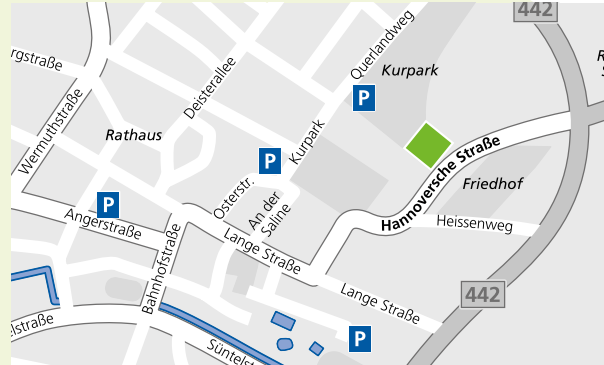 442
Querlandweg
Kurpark
rgstraße
Deisterallee
P
Wermuthstraße
Rathaus
Kurpark
Hannoversche Straße
P
Friedhof
Osterstr.
P
An der
Saline
Angerstraße
Heissenweg
Lange Straße
Bahnhofstraße
442
Lange Straße
elstraße
P
Süntelst